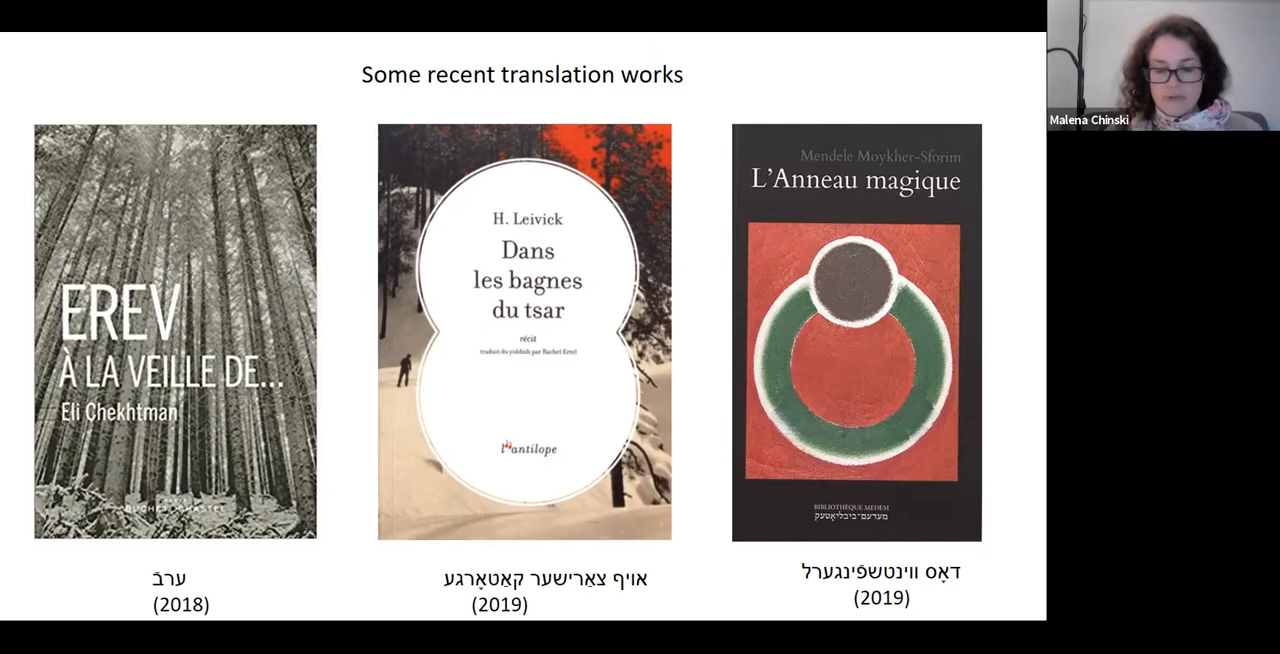 Some recent translation works
Malena Chinski
EREV
À LA VEILLE DE...
Eli Chekhtman
BUCHET CHASTEL
ערבֿ
(2018)
H. Leivick
Dans
les bagnes
du tsar
récit
traduit du yiddish par Rachel Ertel
l'antilope
אויף צאַרישער קאַטאָרגע
(2019)
Mendele Moykher-Sforim
L'Anneau magique
BIBLIOTHÈQUE MEDEM
מעדעם־ביבליאָטעק
דאָס ווינטשפֿינגערל
(2019)